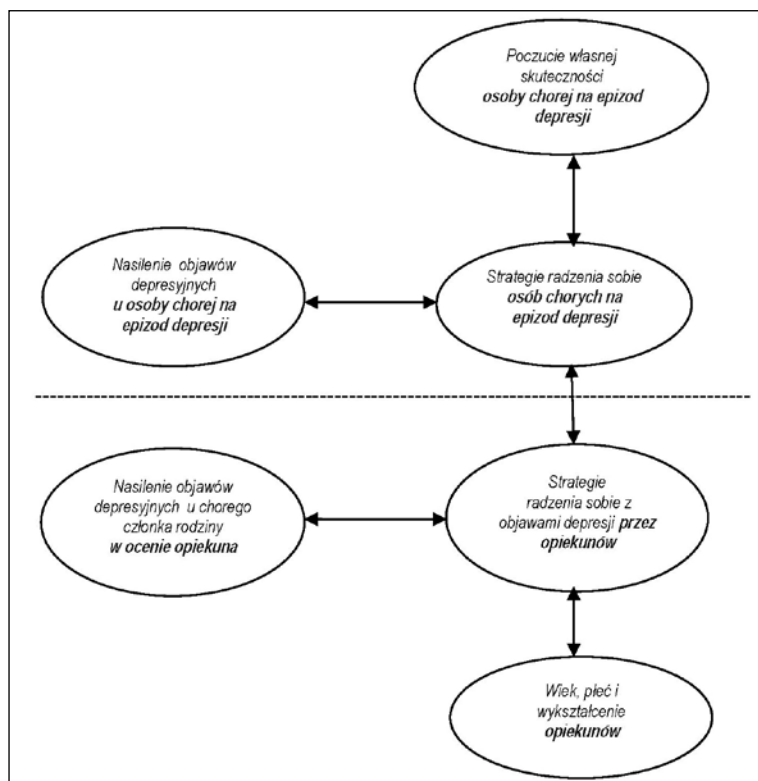 Poczucie własnej
skuteczności
osoby chorej na epizod
depresji
Nasilenie objawów
depresyjnych
u osoby chorej na
epizod depresji
Strategie radzenia sobie
osób chorych na
epizod depresji
Nasilenie objawów
depresyjnych u chorego
członka rodziny
w ocenie opiekuna
Strategie
radzenia sobie z
objawami depresji przez
opiekunów
Wiek, płeć i
wykształcenie
opiekunów